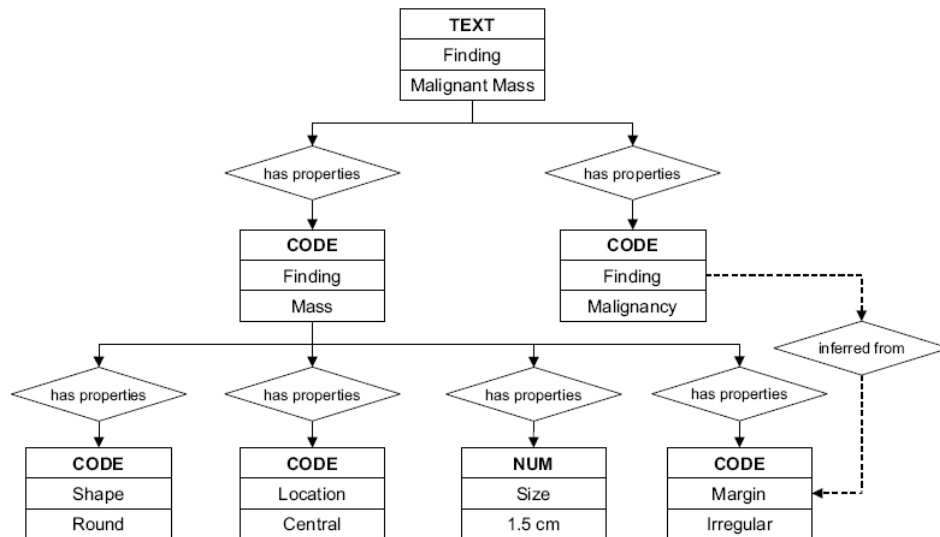 TEXT
Finding
Malignant Mass
has properties
has properties
CODE
Finding
Mass
CODE
Finding
Malignancy
inferred from
has properties
has properties
has properties
has properties
CODE
Shape
Round
CODE
Location
Central
NUM
Size
1.5 cm
CODE
Margin
Irregular